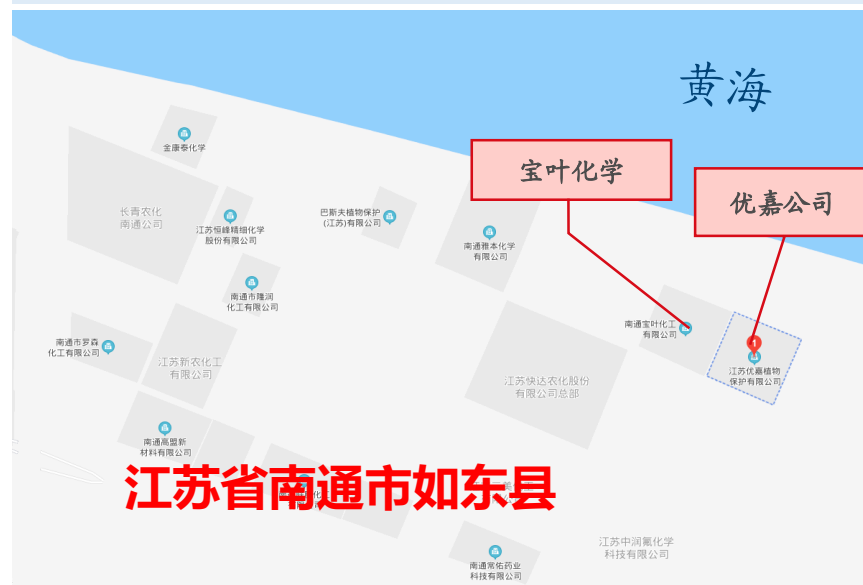 黄海
宝叶化学
优嘉公司
金康泰化学
长青农化
南通公司
江苏恒峰精细化学
股份有限公司
巴斯夫植物保护
(江苏)有限公司
南通雅本化学
有限公司
南通市隆润
化工有限公司
南通宝叶化工
有限公司
南通市罗森
化工有限公司
江苏新农化工
有限公司
江苏优嘉植物
保护有限公司
江苏快达农化股份
有限公司总部
南通高盟新
材料有限公司
江苏省南通市如东县
江苏中润氟化学
科技有限公司
南通常佑药业
科技有限公司